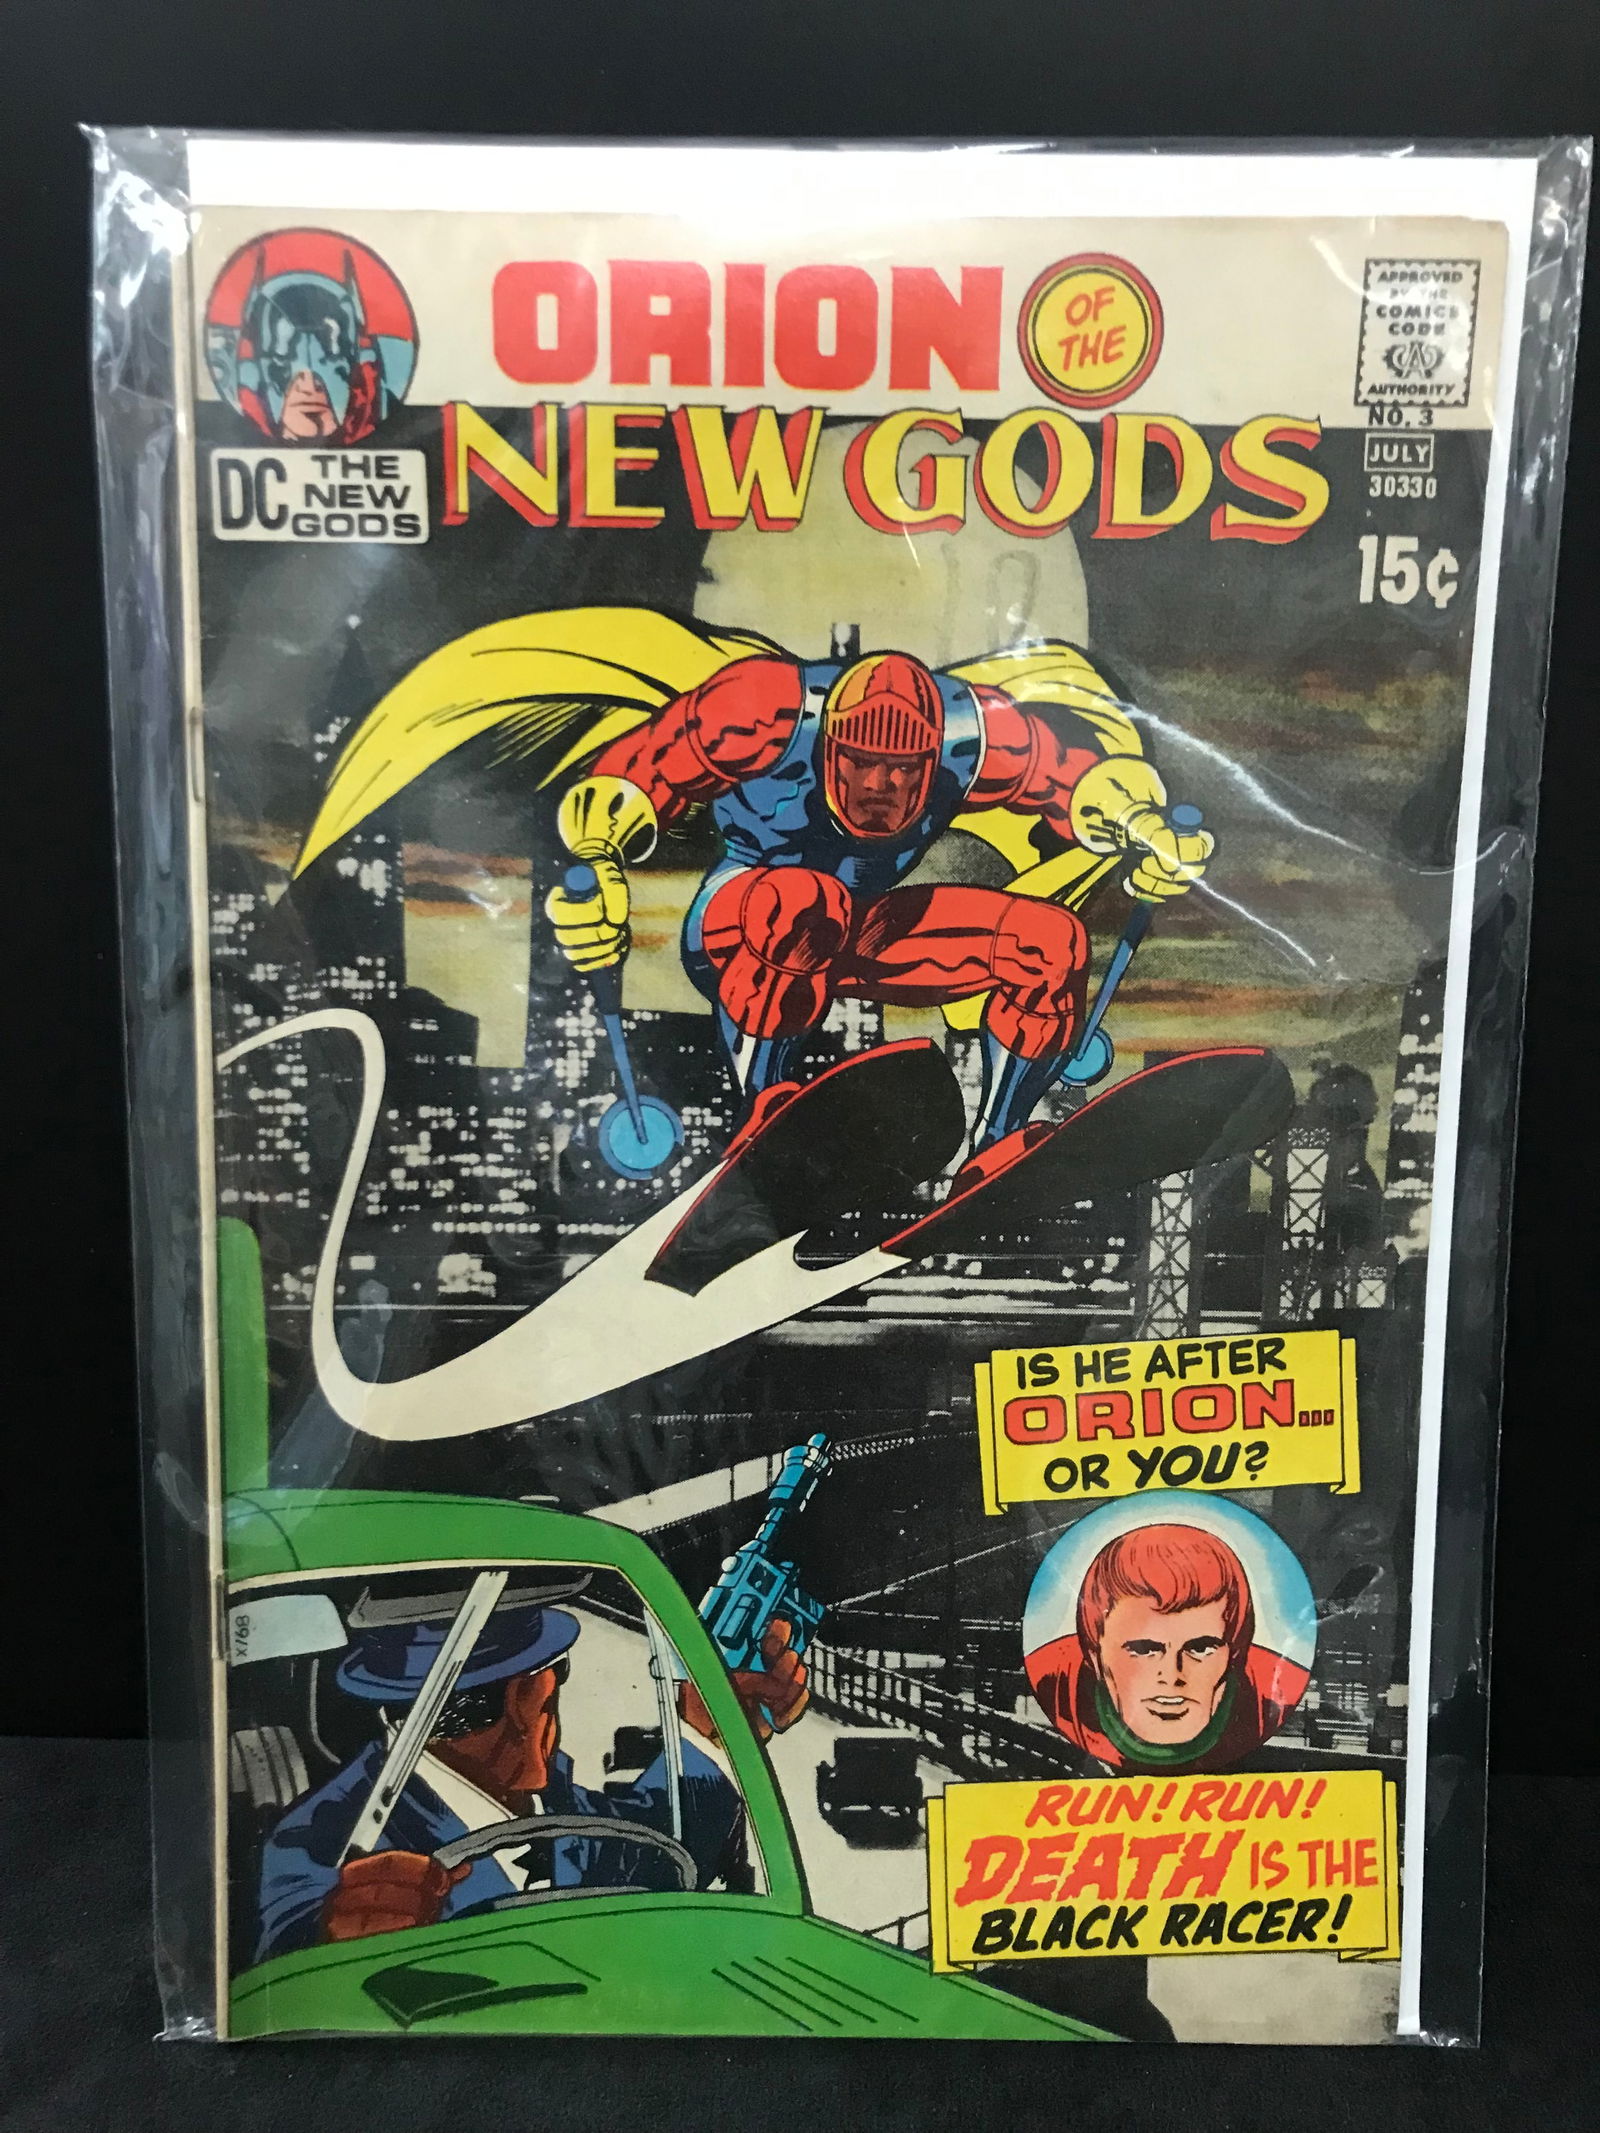 ORION OF THE
NEW GODS
DC THE
NEW
GODS
APPROVED
BY THE
COMICS
CODE
CA
AUTHORITY
NO. 3
JULY
30330
15¢
IS HE AFTER
ORION...
OR YOU?
X/68
RUN! RUN!
DEATH IS THE
BLACK RACER!